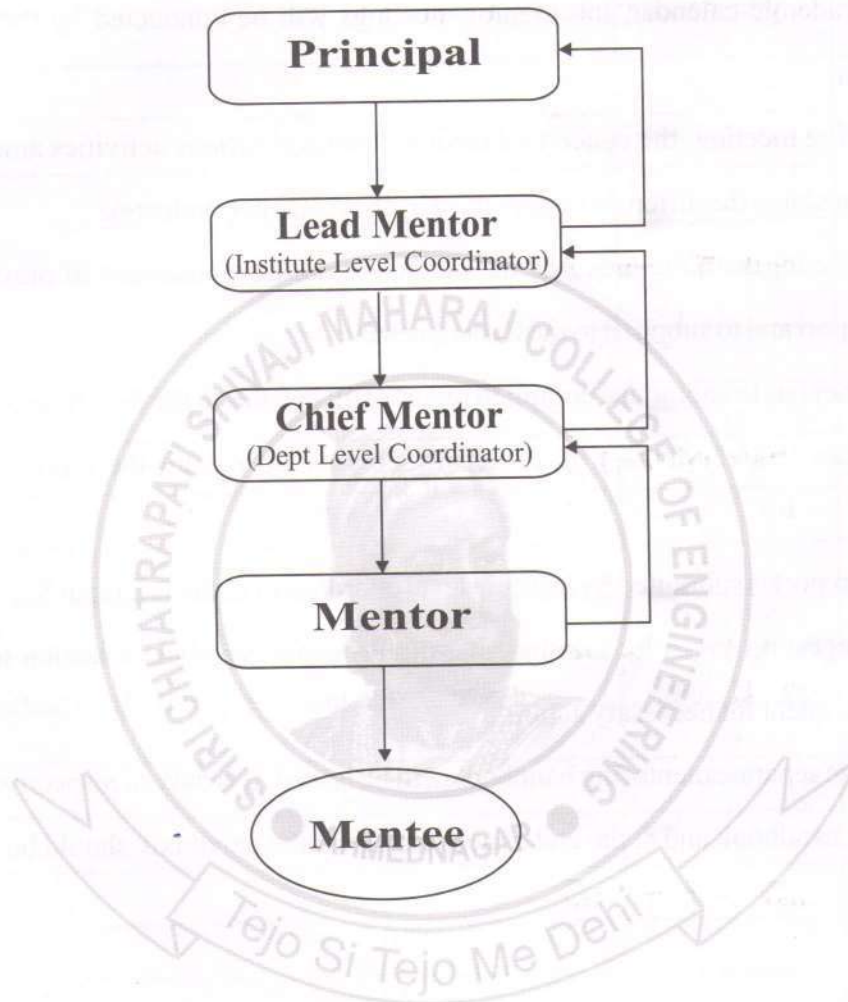 Principal
Lead Mentor
(Institute Level Coordinator)
Chief Mentor
(Dept Level Coordinator)
Mentor
Mentee
SHRI CHHATRAPATI SHIVAJI MAHARAJ COLLEGE OF ENGINEERING
AHMEDNAGAR
Tejo Si Tejo Me Dehi